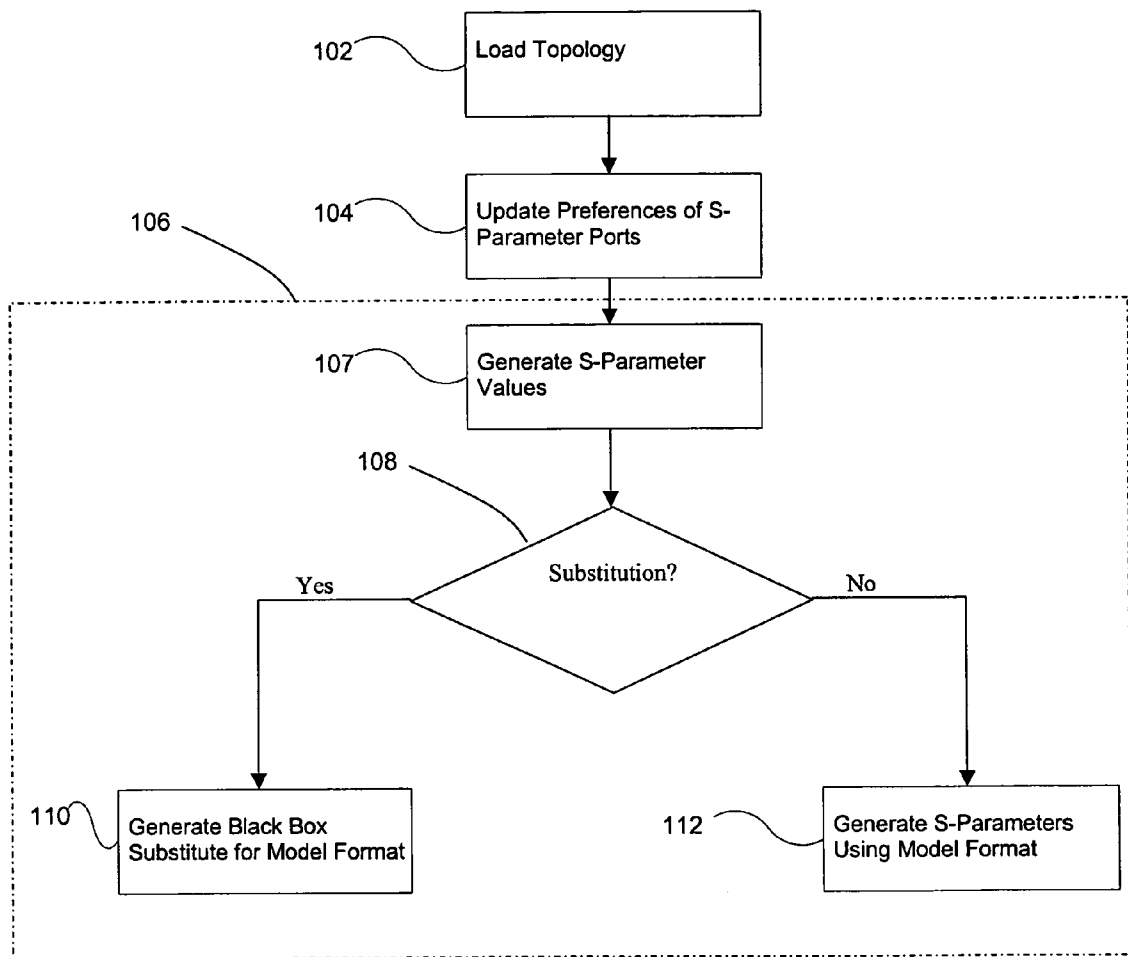 102
Load Topology
104
Update Preferences of S-
Parameter Ports
106
107
Generate S-Parameter
Values
108
Substitution?
Yes
No
110
Generate Black Box
Substitute for Model Format
112
Generate S-Parameters
Using Model Format